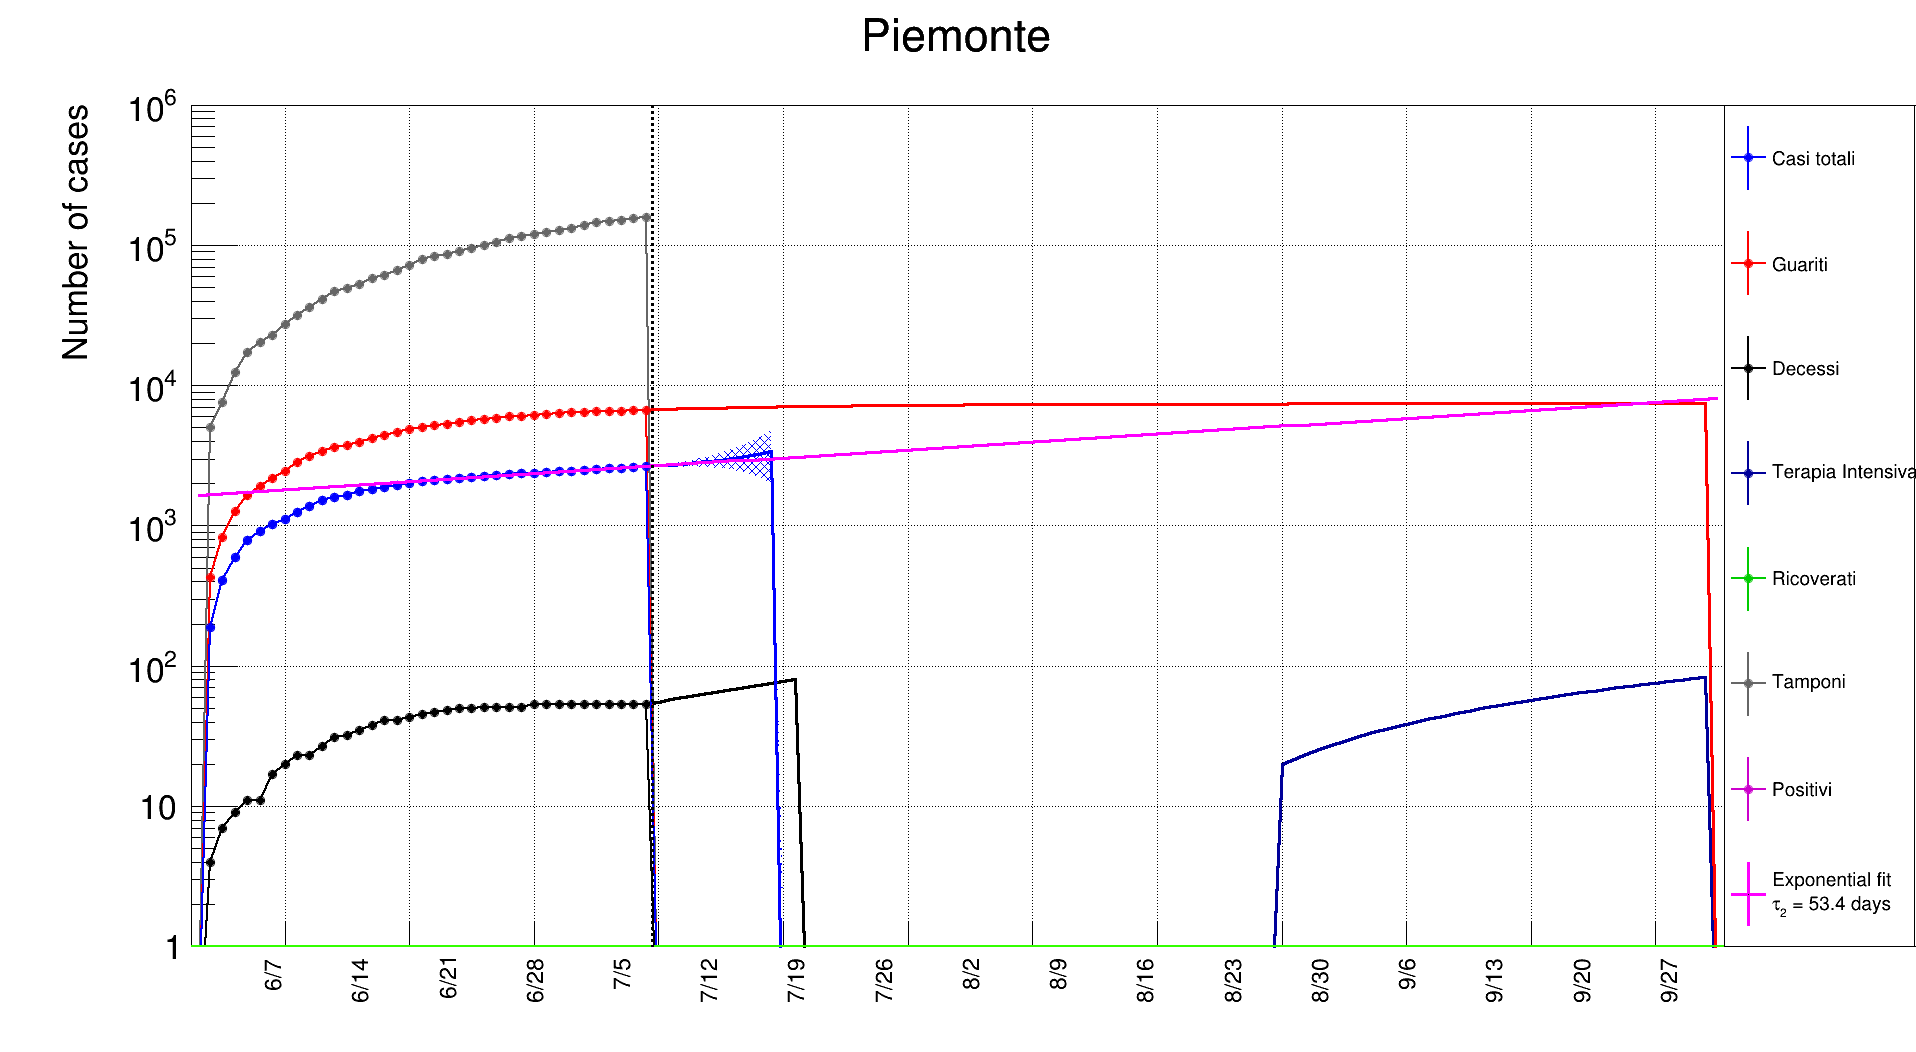 Piemonte
Number of cases
10^6
10^5
10^4
10^3
10^2
10
1
6/7
6/14
6/21
6/28
7/5
7/12
7/19
7/26
8/2
8/9
8/16
8/23
8/30
9/6
9/13
9/20
9/27
Casi totali
Guariti
Decessi
Terapia Intensiva
Ricoverati
Tamponi
Positivi
Exponential fit
τ_2 = 53.4 days